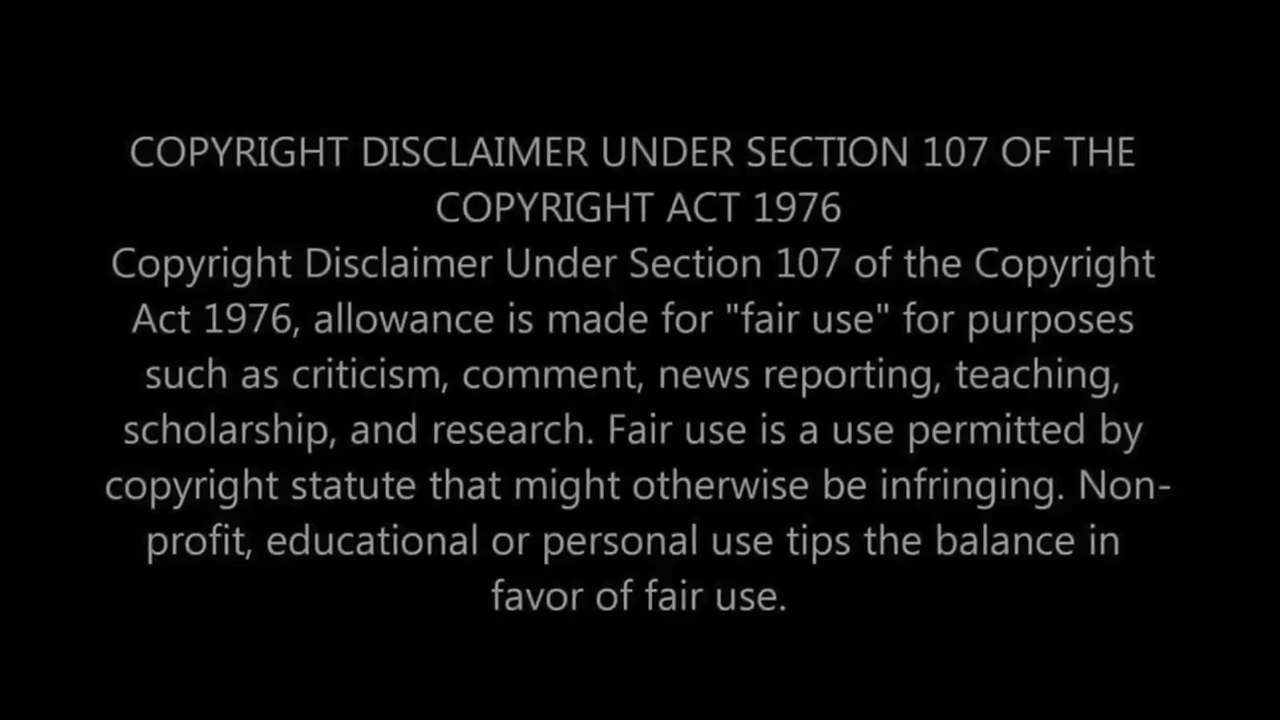 COPYRIGHT DISCLAIMER UNDER SECTION 107 OF THE
COPYRIGHT ACT 1976
Copyright Disclaimer Under Section 107 of the Copyright
Act 1976, allowance is made for "fair use" for purposes
such as criticism, comment, news reporting, teaching,
scholarship, and research. Fair use is a use permitted by
copyright statute that might otherwise be infringing. Non-
profit, educational or personal use tips the balance in
favor of fair use.